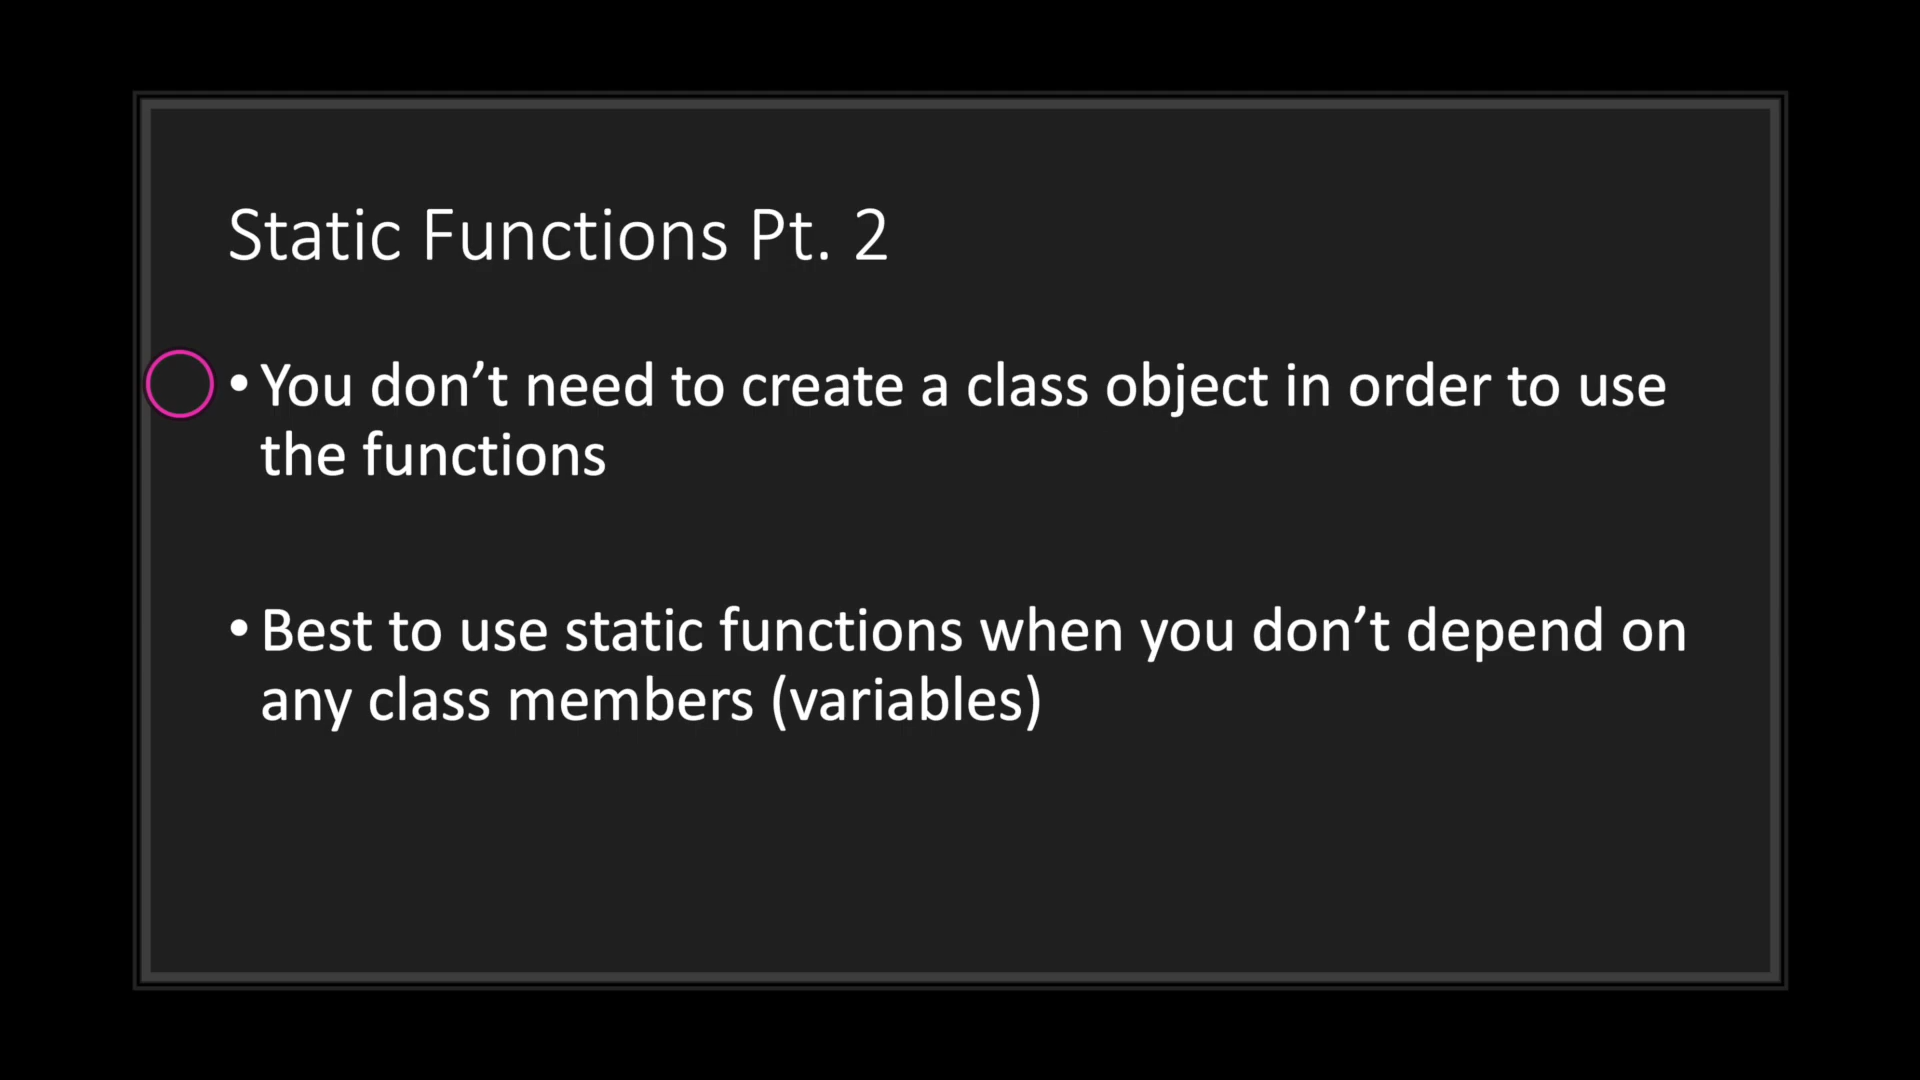 Static Functions Pt. 2
• You don’t need to create a class object in order to use
the functions
• Best to use static functions when you don’t depend on
any class members (variables)